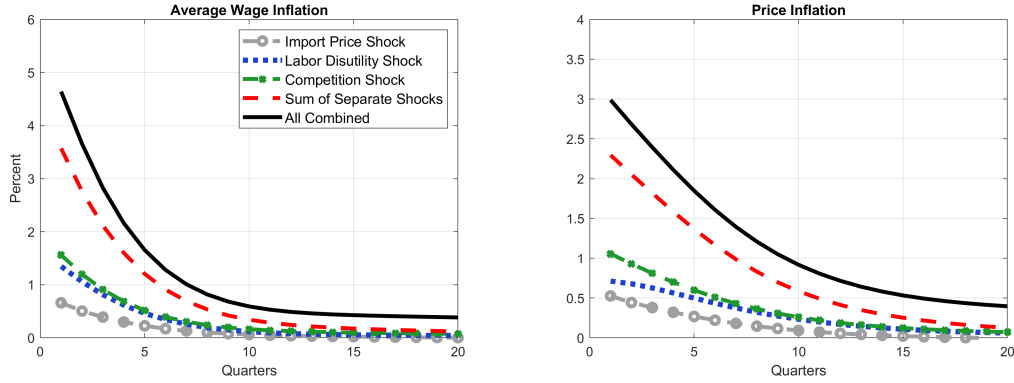 Average Wage Inflation
6
5
4
3
2
1
0
0
5
10
15
20
Percent
Quarters
Import Price Shock
Labor Disutility Shock
Competition Shock
Sum of Separate Shocks
All Combined
Price Inflation
4
3.5
3
2.5
2
1.5
1
0.5
0
0
5
10
15
20
Quarters